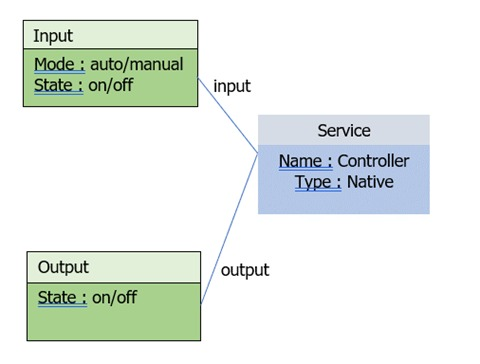 Input
Mode : auto/manual
State : on/off
input
Service
Name : Controller
Type : Native
Output
State : on/off
output